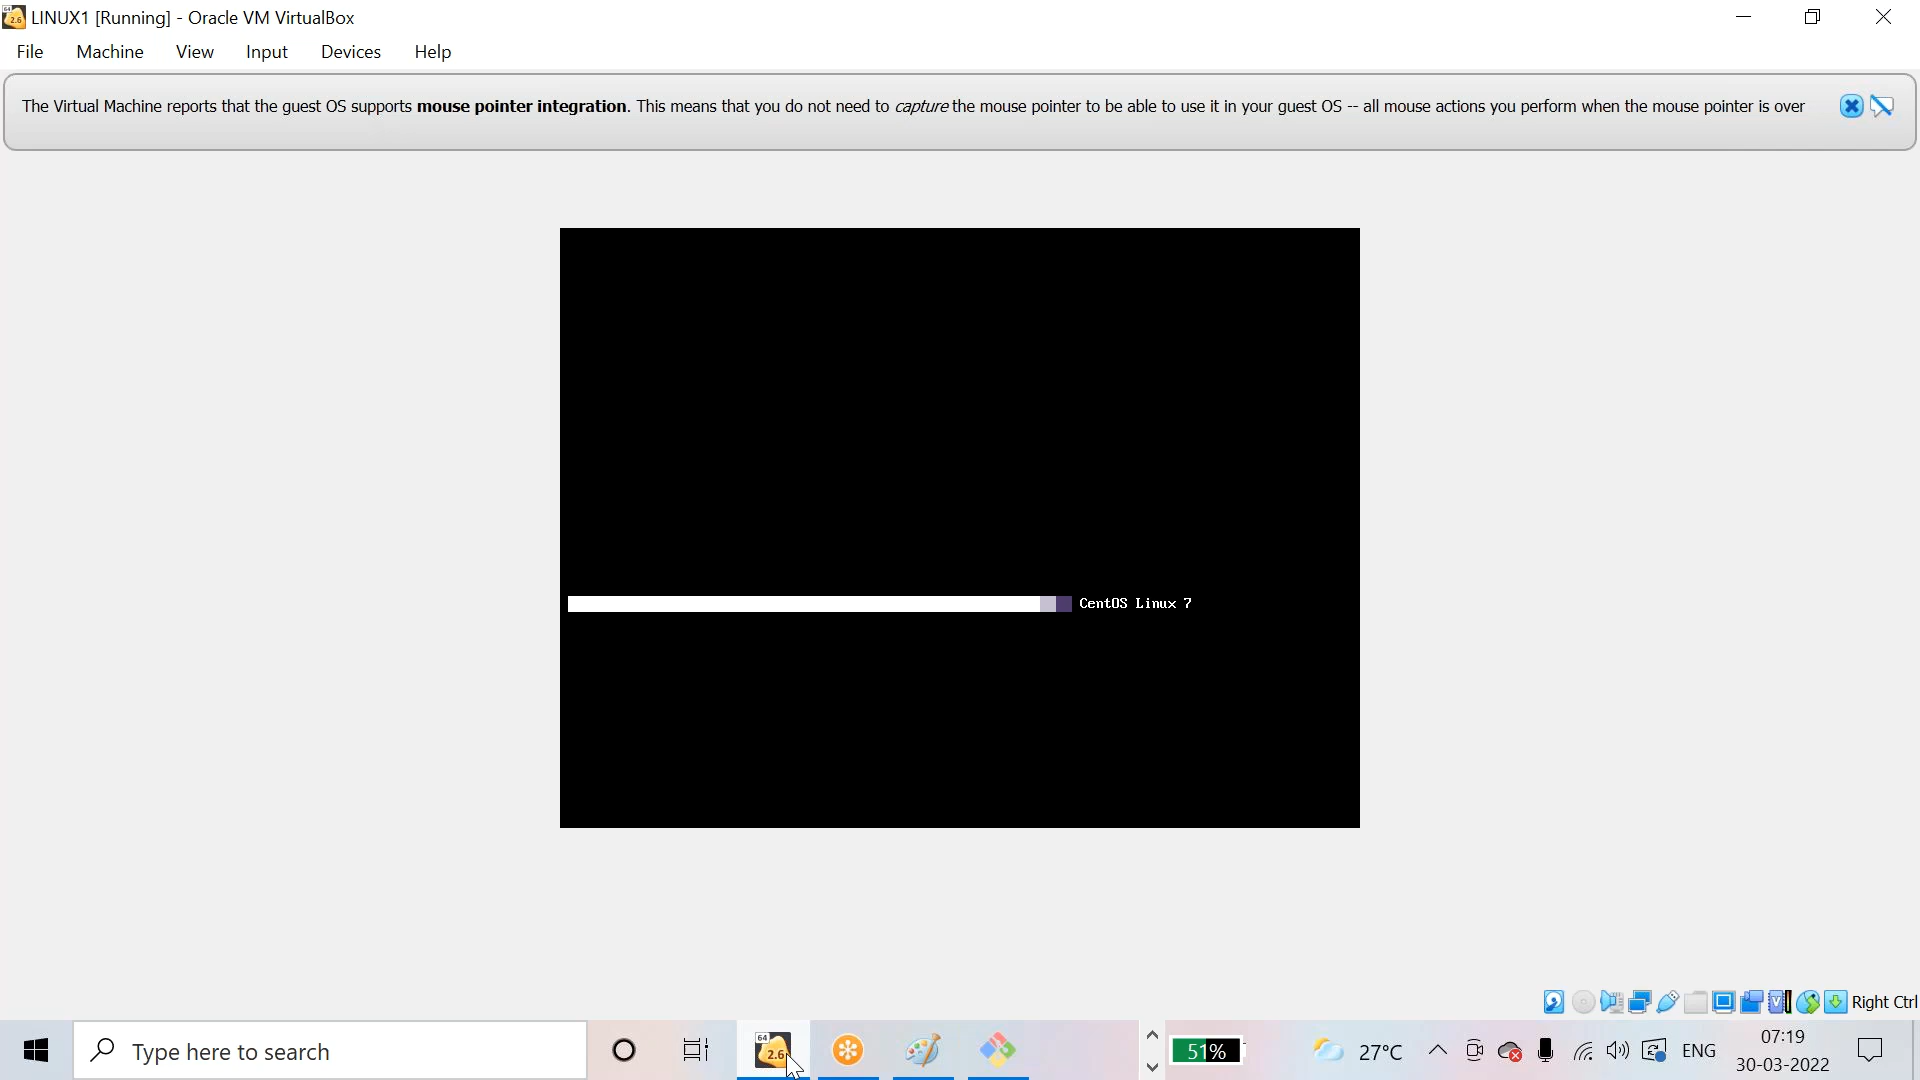 LINUX1 [Running] - Oracle VM VirtualBox
File Machine View Input Devices Help
The Virtual Machine reports that the guest OS supports mouse pointer integration. This means that you do not need to capture the mouse pointer to be able to use it in your guest OS -- all mouse actions you perform when the mouse pointer is over
CentOS Linux 7
Right Ctrl
Type here to search
64
2.6
51%
27°C
ENG
07:19
30-03-2022